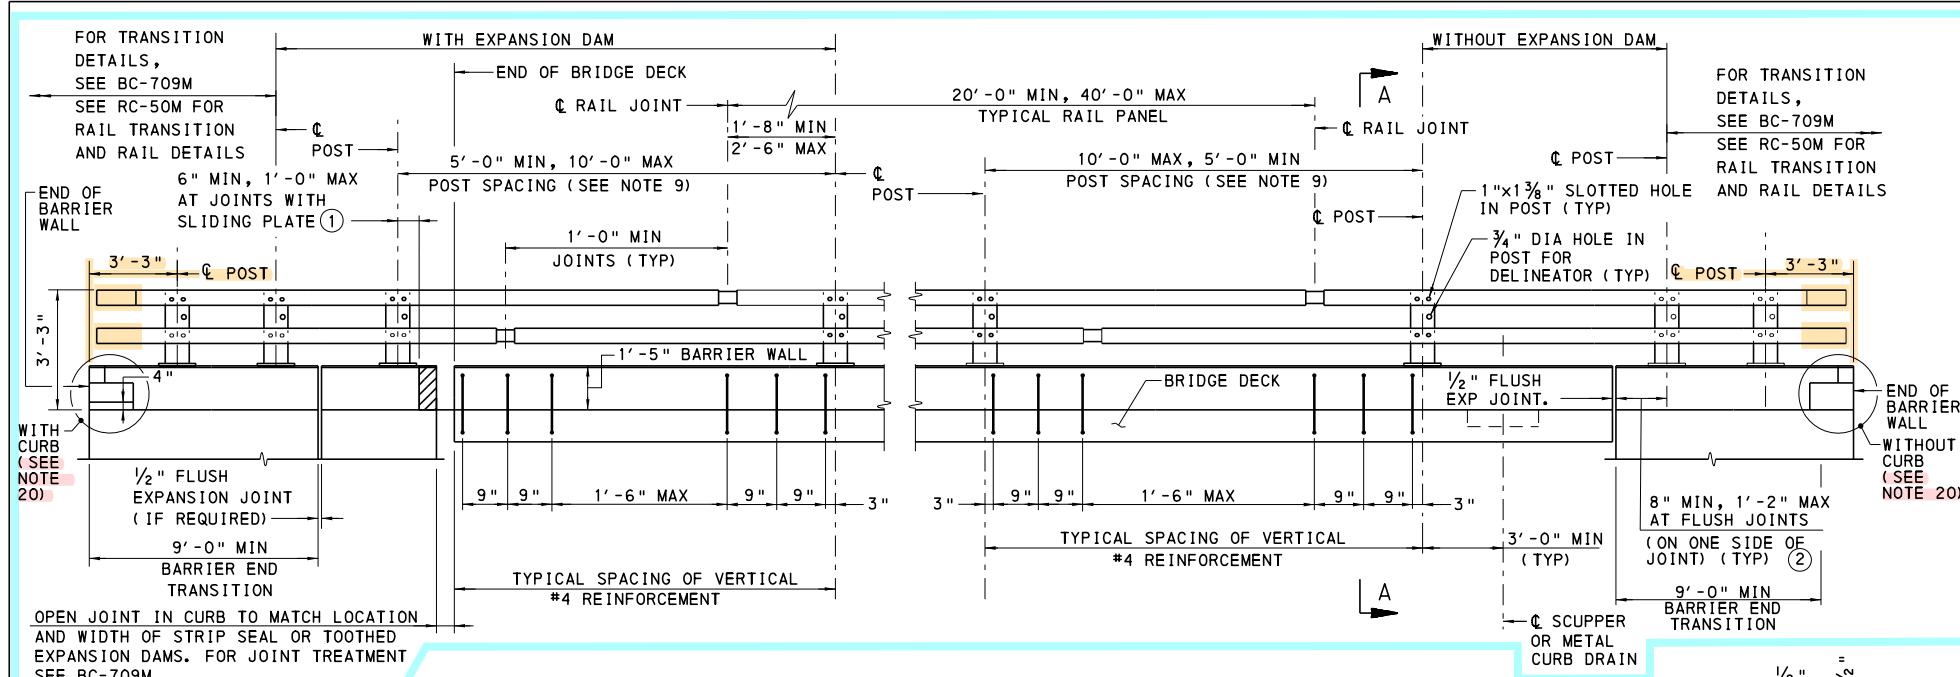 FOR TRANSITION
DETAILS,
SEE BC-709M
SEE RC-50M FOR
RAIL TRANSITION
AND RAIL DETAILS
WITH EXPANSION DAM
END OF BRIDGE DECK
℄ RAIL JOINT
20'-0" MIN, 40'-0" MAX
TYPICAL RAIL PANEL
1'-8" MIN
2'-6" MAX
℄
POST
5'-0" MIN, 10'-0" MAX
POST SPACING (SEE NOTE 9)
℄
POST
6" MIN, 1'-0" MAX
AT JOINTS WITH
SLIDING PLATE ①
END OF
BARRIER
WALL
1'-0" MIN
JOINTS (TYP)
3'-3"
℄ POST
3'-3"
4"
WITH
CURB
(SEE
NOTE
20)
1'-5" BARRIER WALL
1/2" FLUSH
EXPANSION JOINT
(IF REQUIRED)
9'-0" MIN
BARRIER END
TRANSITION
9"
9"
1'-6" MAX
9"
9"
3"
TYPICAL SPACING OF VERTICAL
#4 REINFORCEMENT
OPEN JOINT IN CURB TO MATCH LOCATION
AND WIDTH OF STRIP SEAL OR TOOTHED
EXPANSION DAMS. FOR JOINT TREATMENT
SEE BC-709M
A
WITHOUT EXPANSION DAM
℄ RAIL JOINT
10'-0" MAX, 5'-0" MIN
POST SPACING (SEE NOTE 9)
℄ POST
℄ POST
FOR TRANSITION
DETAILS,
SEE BC-709M
SEE RC-50M FOR
RAIL TRANSITION
AND RAIL DETAILS
1"x1 3/8" SLOTTED HOLE
IN POST (TYP)
3/4" DIA HOLE IN
POST FOR
DELINEATOR (TYP)
℄ POST
3'-3"
BRIDGE DECK
1/2" FLUSH
EXP JOINT.
END OF
BARRIER
WALL
WITHOUT
CURB
(SEE
NOTE 20)
3"
9"
9"
1'-6" MAX
9"
9"
3"
TYPICAL SPACING OF VERTICAL
#4 REINFORCEMENT
3'-0" MIN
(TYP)
8" MIN, 1'-2" MAX
AT FLUSH JOINTS
(ON ONE SIDE OF
JOINT) (TYP) ②
9'-0" MIN
BARRIER END
TRANSITION
A
℄ SCUPPER
OR METAL
CURB DRAIN